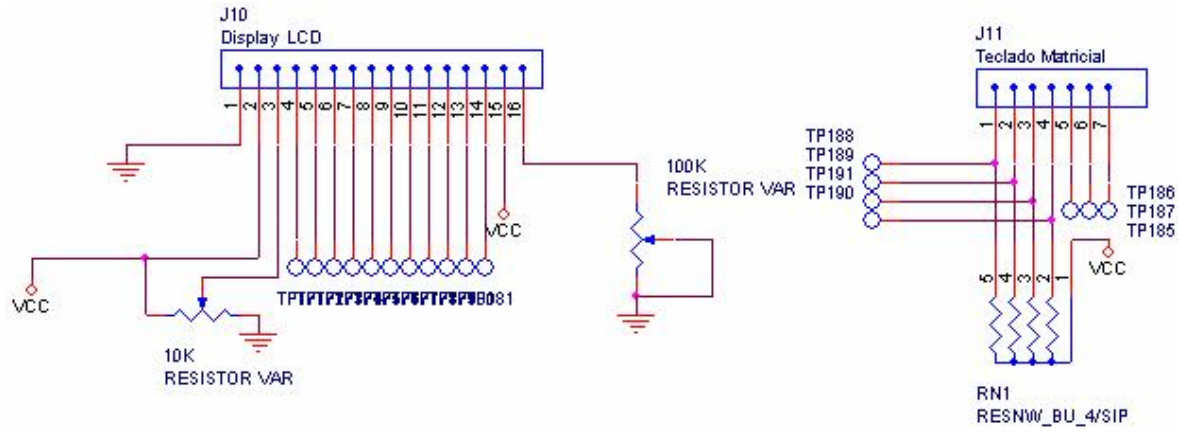 J10
Display LCD
1 2 3 4 5 6 7 8 9 10 11 12 13 14 15 16
VCC
VCC
10K
RESISTOR VAR
100K
RESISTOR VAR
J11
Teclado Matricial
1 2 3 4 5 6 7
TP188
TP189
TP191
TP190
TP186
TP187
TP185
VCC
5 4 3 2 1
RN1
RESNW_BU_4/SIP